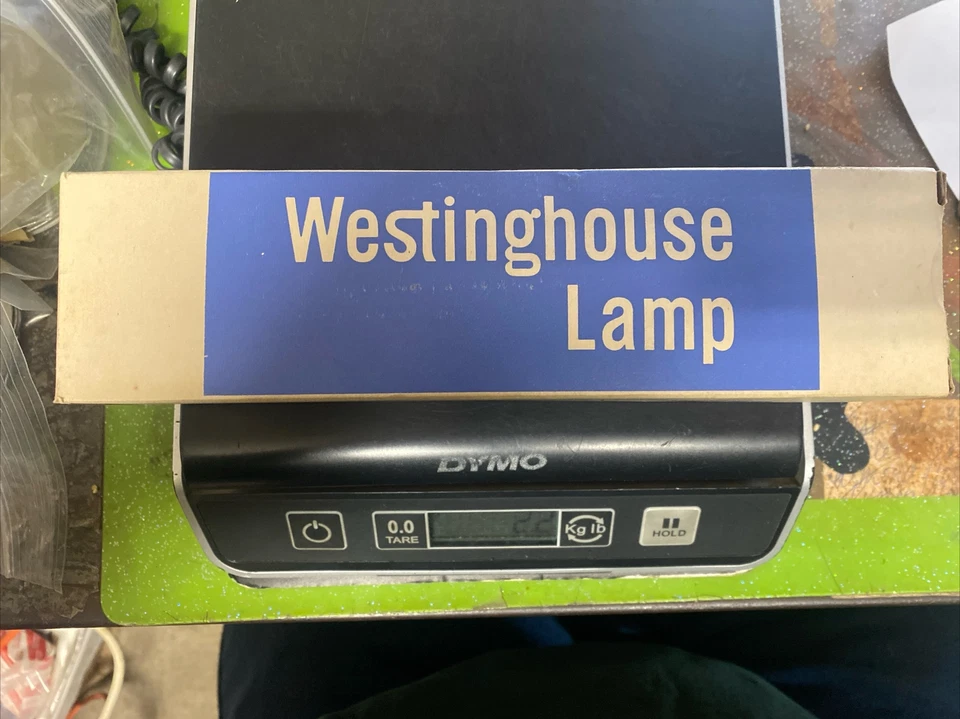 Westinghouse
Lamp
DYMO
0.0
TARE
Kg lb
HOLD